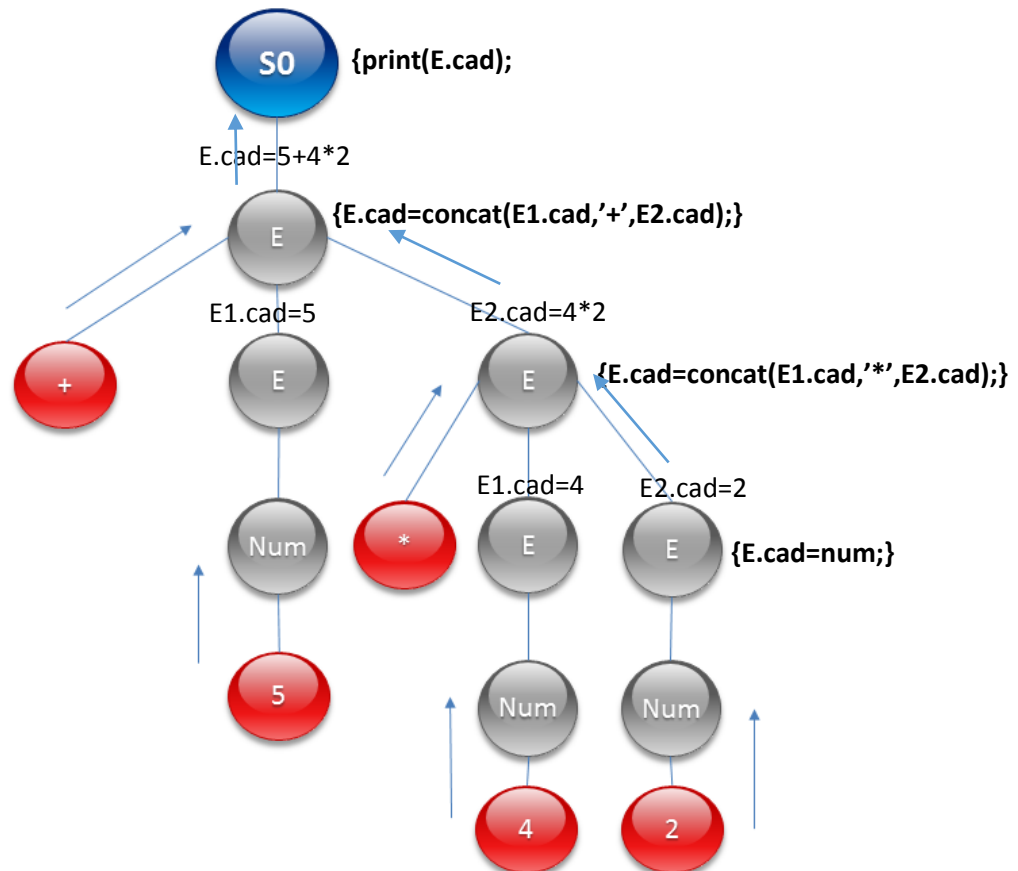 S0
{print(E.cad);
E.cad=5+4*2
E
{E.cad=concat(E1.cad,’+’,E2.cad);}
E1.cad=5
E2.cad=4*2
+
E
E
{E.cad=concat(E1.cad,’*’,E2.cad);}
E1.cad=4
E2.cad=2
Num
*
E
E
{E.cad=num;}
5
Num
Num
4
2